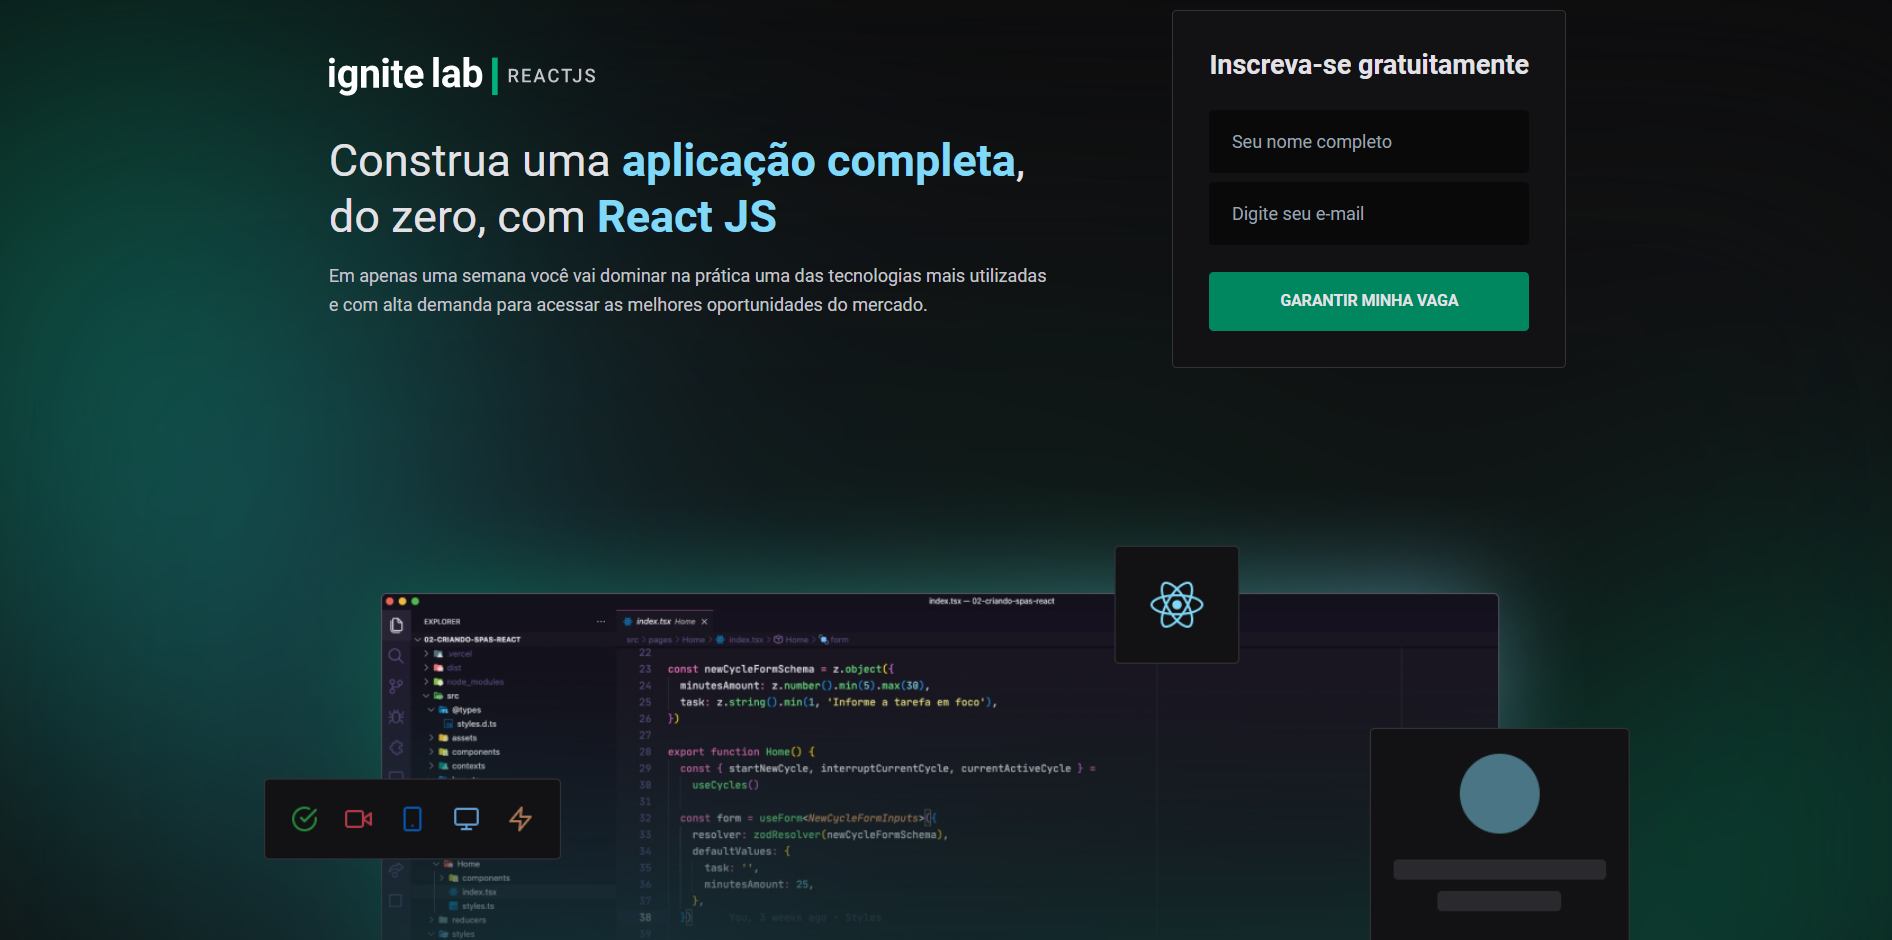 ignite lab | REACTJS
Construa uma aplicação completa,
do zero, com React JS
Em apenas uma semana você vai dominar na prática uma das tecnologias mais utilizadas
e com alta demanda para acessar as melhores oportunidades do mercado.
Inscreva-se gratuitamente
Seu nome completo
Digite seu e-mail
GARANTIR MINHA VAGA
index.tsx — 02-criando-spas-react
EXPLORER
02-CRIANDO-SPAS-REACT
.vercel
dist
node_modules
src
@types
styles.d.ts
assets
components
contexts
Home
components
index.tsx
styles.ts
reducers
styles
index.tsx Home
src > pages > Home > index.tsx > Home > form
22
23 const newCycleFormSchema = z.object({
24 minutesAmount: z.number().min(5).max(30),
25 task: z.string().min(1, 'Informe a tarefa em foco'),
26 })
27
28 export function Home() {
29 const { startNewCycle, interruptCurrentCycle, currentActiveCycle } =
30 useCycles()
31
32 const form = useForm<NewCycleFormInputs>({
33 resolver: zodResolver(newCycleFormSchema),
34 defaultValues: {
35 task: '',
36 minutesAmount: 25,
37 },
38 }) You, 3 weeks ago • Styles
39